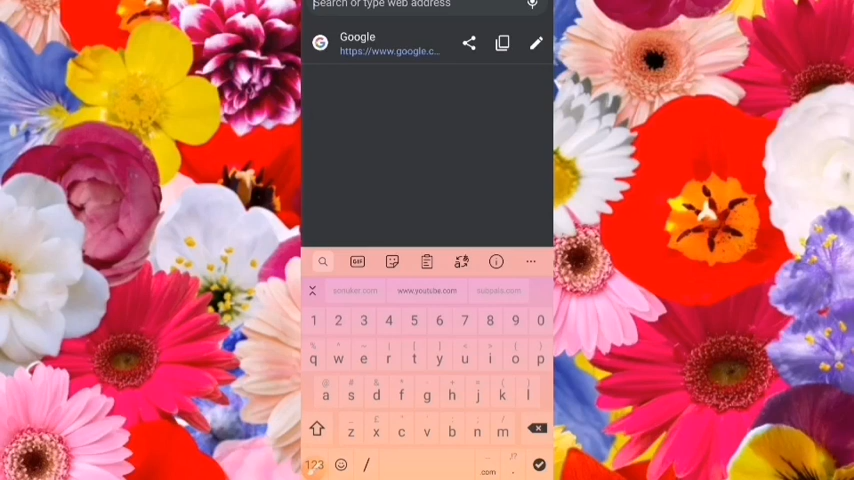 Search or type web address
Google
https://www.google.c...
GIF
sonuker.com www.youtube.com subpals.com
1 2 3 4 5 6 7 8 9 0
q w e r t y u i o p
a s d f g h j k l
z x c v b n m
123 / .com .